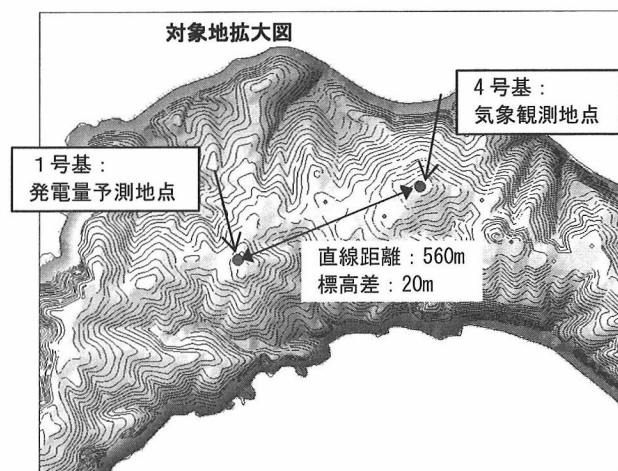 対象地拡大図
4号基：
気象観測地点
1号基：
発電量予測地点
直線距離：560m
標高差：20m